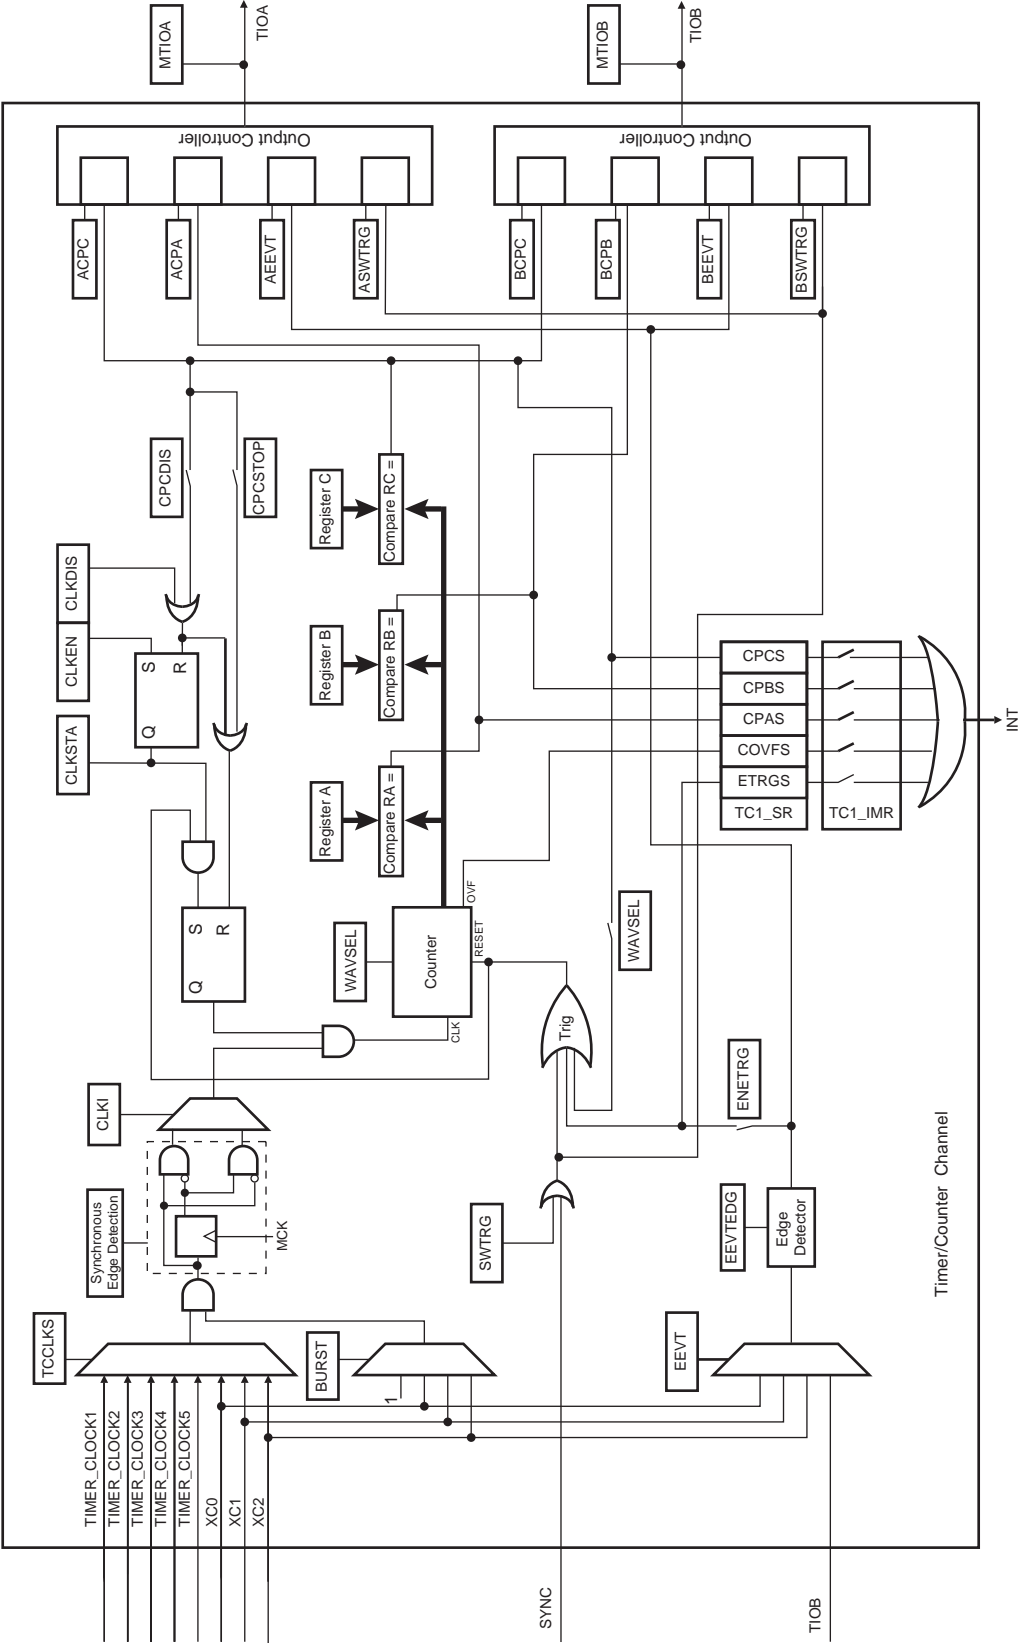 MTIOA
TIOA
MTIOB
TIOB
Output Controller
Output Controller
ACPC
ACPA
AEEVT
ASWTRG
BCPC
BCPB
BEEVT
BSWTRG
CPCDIS
CPCSTOP
CLKDIS
CLKEN
CLKSTA
S
R
Q
Register C
Compare RC =
Register B
Compare RB =
Register A
Compare RA =
CPCS
CPBS
CPAS
COVFS
ETRGS
TC1_SR
TC1_IMR
INT
S
R
Q
WAVSEL
Counter
OVF
RESET
CLK
WAVSEL
Trig
CLKI
ENETRG
Synchronous
Edge Detection
MCK
SWTRG
EEVTEDG
Edge
Detector
Timer/Counter Channel
TCCLKS
BURST
1
EEVT
TIMER_CLOCK1
TIMER_CLOCK2
TIMER_CLOCK3
TIMER_CLOCK4
TIMER_CLOCK5
XC0
XC1
XC2
SYNC
TIOB